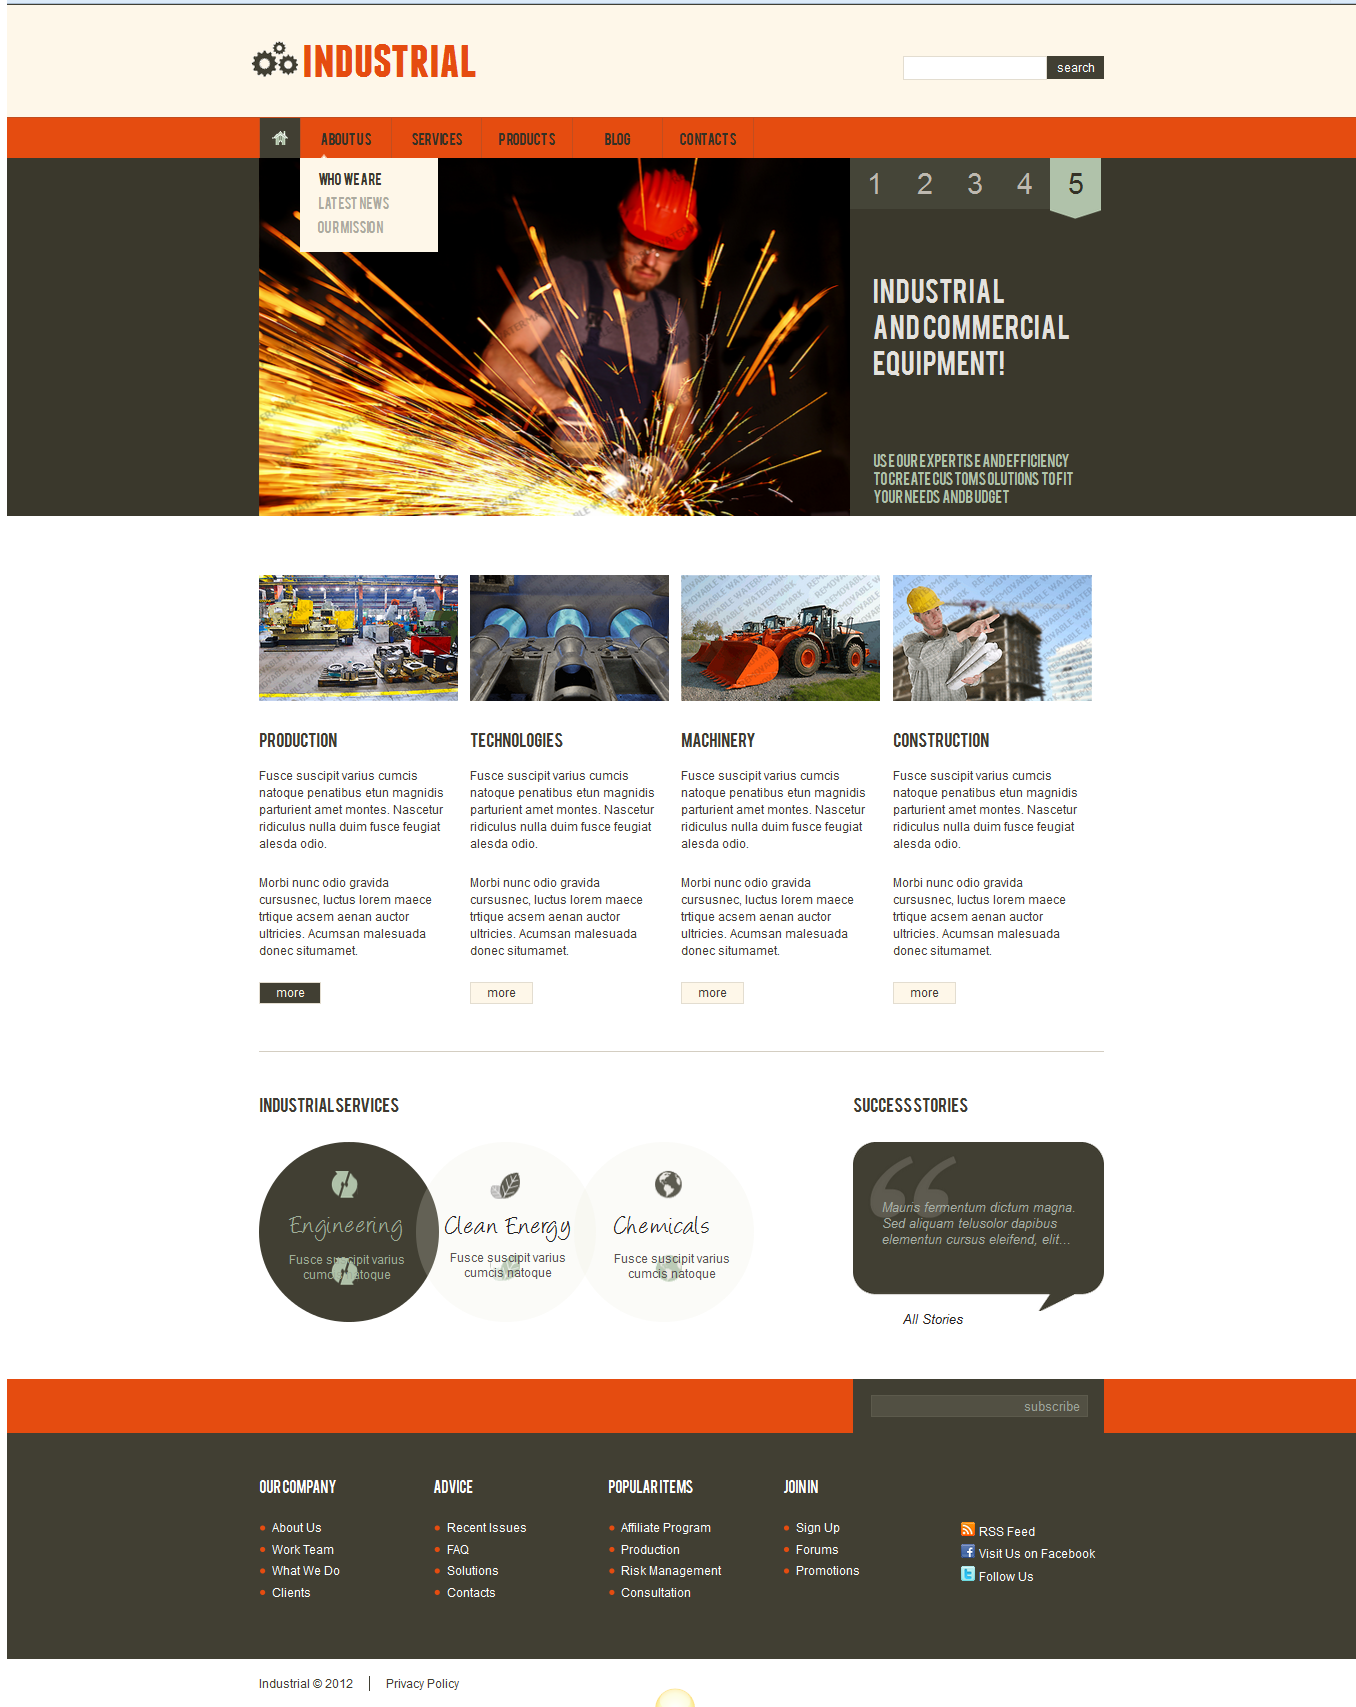 INDUSTRIAL
search
ABOUT US
SERVICES
PRODUCTS
BLOG
CONTACTS
WHO WE ARE
LATEST NEWS
OUR MISSION
1 2 3 4 5
INDUSTRIAL
AND COMMERCIAL
EQUIPMENT!
USE OUR EXPERTISE AND EFFICIENCY
TO CREATE CUSTOM SOLUTIONS TO FIT
YOUR NEEDS AND BUDGET
PRODUCTION
Fusce suscipit varius cumcis
natoque penatibus etun magnidis
parturient amet montes. Nascetur
ridiculus nulla duim fusce feugiat
alesda odio.
Morbi nunc odio gravida
cursusnec, luctus lorem maece
trtique acsem aenan auctor
ultricies. Acumsan malesuada
donec situmamet.
more
TECHNOLOGIES
Fusce suscipit varius cumcis
natoque penatibus etun magnidis
parturient amet montes. Nascetur
ridiculus nulla duim fusce feugiat
alesda odio.
Morbi nunc odio gravida
cursusnec, luctus lorem maece
trtique acsem aenan auctor
ultricies. Acumsan malesuada
donec situmamet.
more
MACHINERY
Fusce suscipit varius cumcis
natoque penatibus etun magnidis
parturient amet montes. Nascetur
ridiculus nulla duim fusce feugiat
alesda odio.
Morbi nunc odio gravida
cursusnec, luctus lorem maece
trtique acsem aenan auctor
ultricies. Acumsan malesuada
donec situmamet.
more
CONSTRUCTION
Fusce suscipit varius cumcis
natoque penatibus etun magnidis
parturient amet montes. Nascetur
ridiculus nulla duim fusce feugiat
alesda odio.
Morbi nunc odio gravida
cursusnec, luctus lorem maece
trtique acsem aenan auctor
ultricies. Acumsan malesuada
donec situmamet.
more
INDUSTRIAL SERVICES
Engineering
Fusce suscipit varius
cumcis natoque
Clean Energy
Fusce suscipit varius
cumcis natoque
Chemicals
Fusce suscipit varius
cumcis natoque
SUCCESS STORIES
Mauris fermentum dictum magna.
Sed aliquam telusolor dapibus
elementun cursus eleifend, elit...
All Stories
subscribe
OUR COMPANY
About Us
Work Team
What We Do
Clients
ADVICE
Recent Issues
FAQ
Solutions
Contacts
POPULAR ITEMS
Affiliate Program
Production
Risk Management
Consultation
JOIN IN
Sign Up
Forums
Promotions
RSS Feed
Visit Us on Facebook
Follow Us
Industrial © 2012 | Privacy Policy